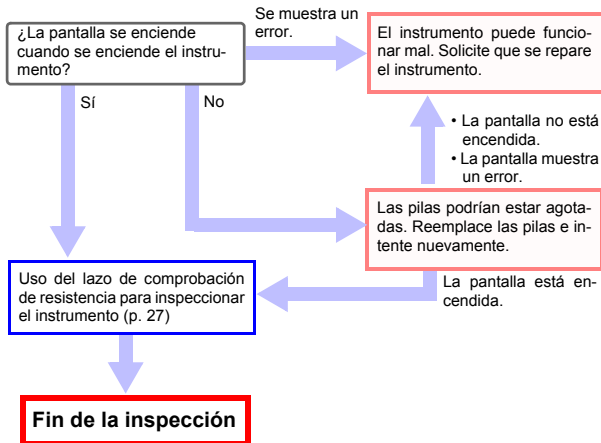 ¿La pantalla se enciende
cuando se enciende el instru-
mento?
Se muestra un
error.
El instrumento puede funcio-
nar mal. Solicite que se repare
el instrumento.
Sí
No
• La pantalla no está
encendida.
• La pantalla muestra
un error.
Las pilas podrían estar agota-
das. Reemplace las pilas e in-
tente nuevamente.
Uso del lazo de comprobación
de resistencia para inspeccionar
el instrumento (p. 27)
La pantalla está en-
cendida.
Fin de la inspección